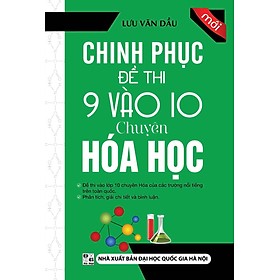 LƯU VĂN DẦU
mới
CHINH PHỤC
ĐỀ THI
9 VÀO 10
Chuyên
HÓA HỌC
Đề thi vào lớp 10 chuyên Hóa của các trường nổi tiếng
trên toàn quốc.
Phân tích, giải chi tiết và bình luận.
NHÀ XUẤT BẢN ĐẠI HỌC QUỐC GIA HÀ NỘI